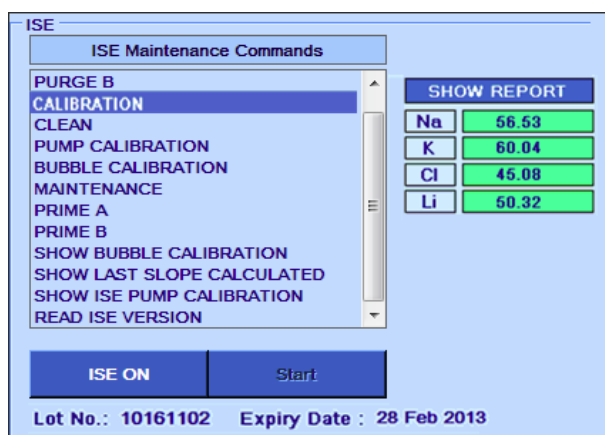 ISE
ISE Maintenance Commands
PURGE B
CALIBRATION
CLEAN
PUMP CALIBRATION
BUBBLE CALIBRATION
MAINTENANCE
PRIME A
PRIME B
SHOW BUBBLE CALIBRATION
SHOW LAST SLOPE CALCULATED
SHOW ISE PUMP CALIBRATION
READ ISE VERSION
SHOW REPORT
Na 56.53
K 60.04
Cl 45.08
Li 50.32
ISE ON Start
Lot No.: 10161102 Expiry Date : 28 Feb 2013